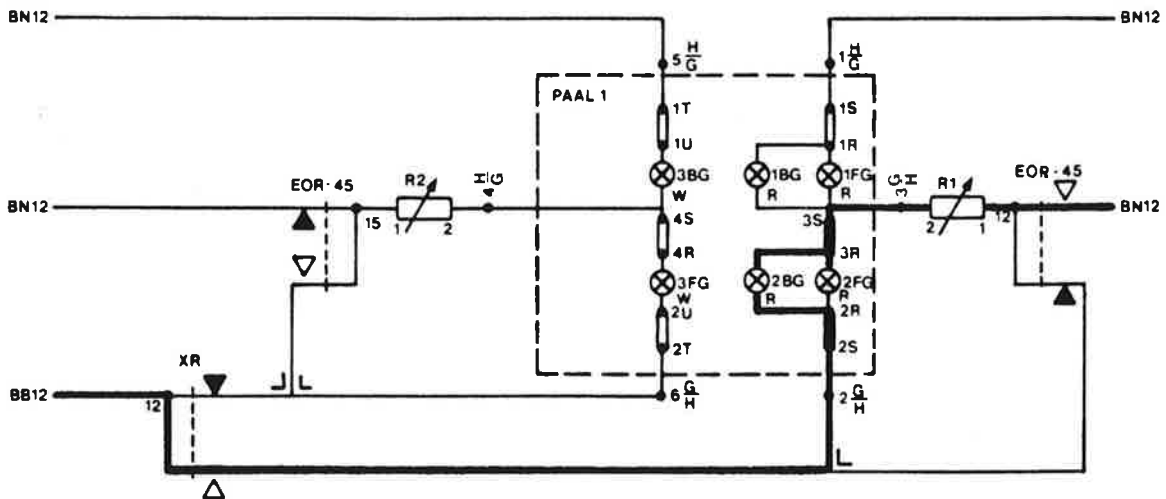 BN12 BN12
5 H/G 1 H/G
PAAL 1
1T 1S
1U 1R
3BG 1BG 1FG
W R R
EOR-45 R2 4 H/G 3 G/H R1 EOR-45
BN12 15 1 2 2 1 12 BN12
4S 3S
4R 3R
3FG 2BG 2FG
W R R
2U 2R
2T 2S
XR
BB12 12 6 G/H 2 G/H